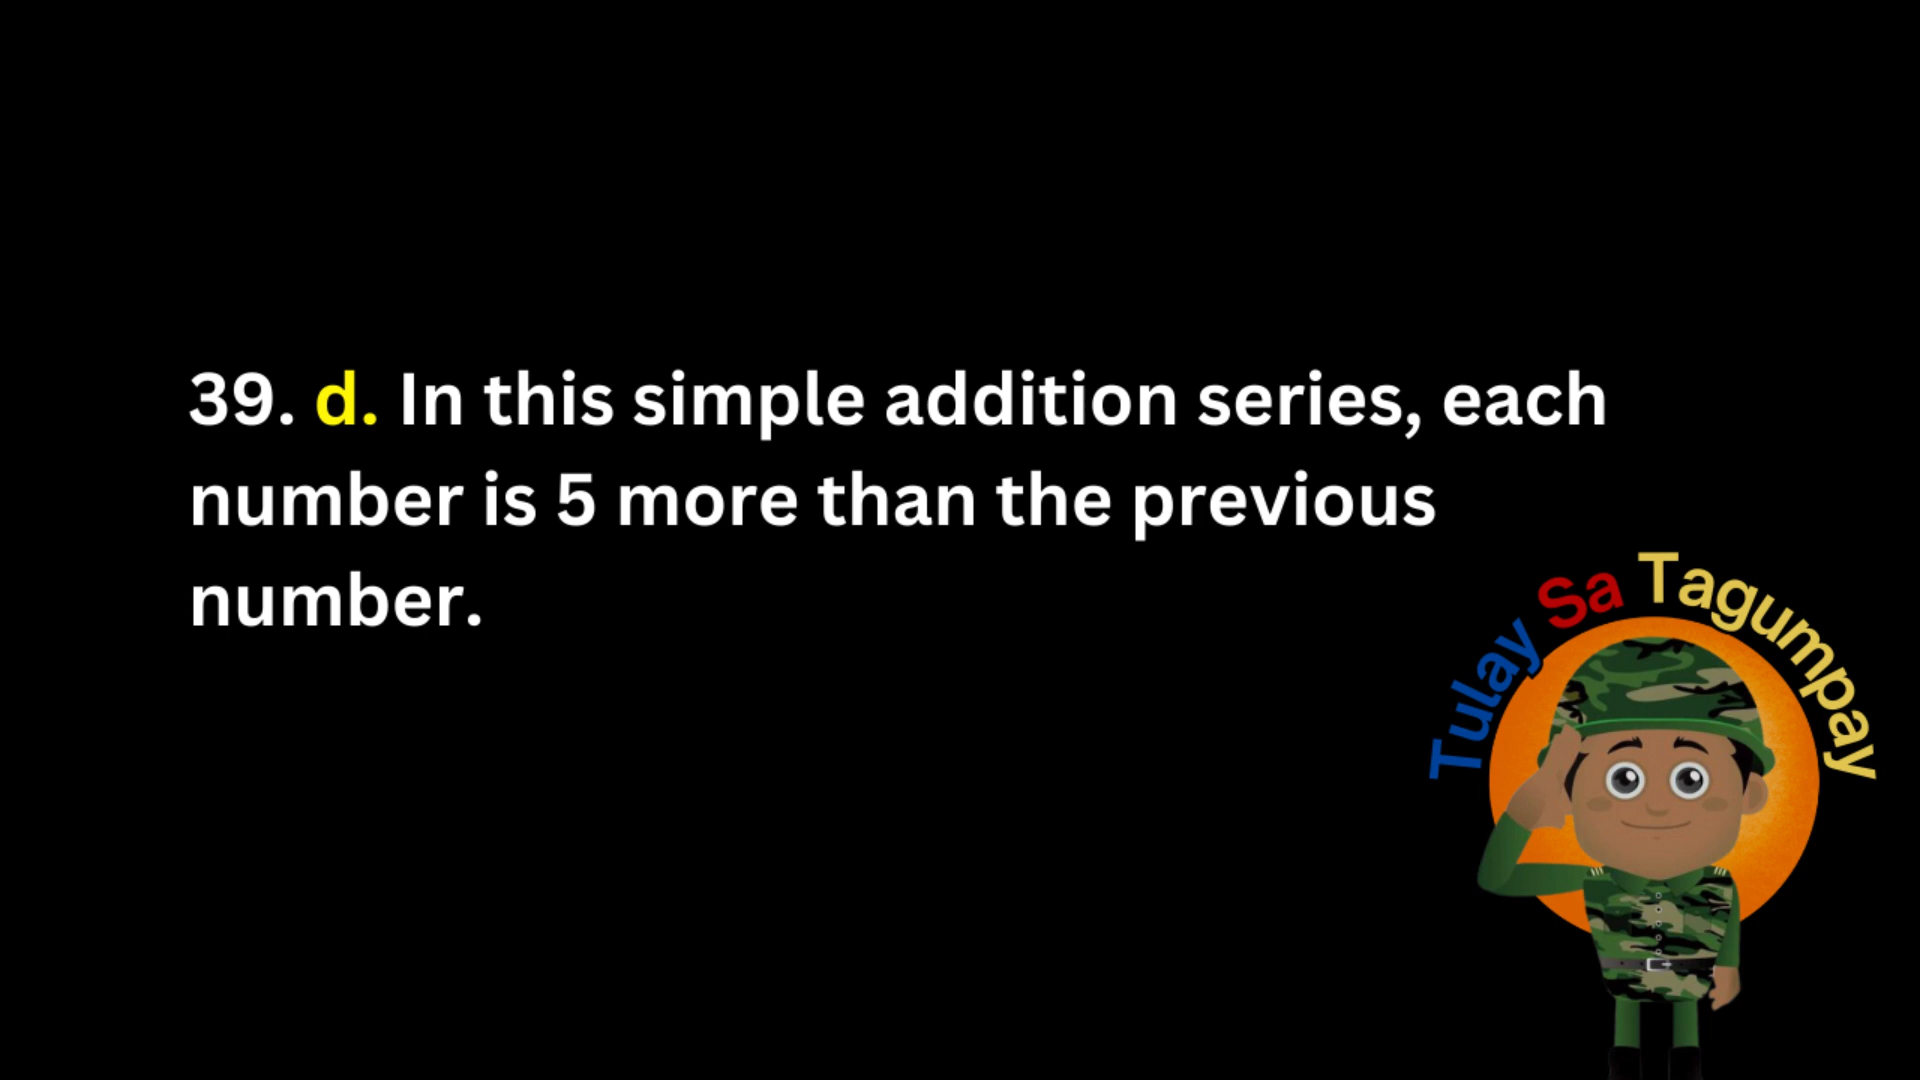 39. d. In this simple addition series, each
number is 5 more than the previous
number.
Tulay Sa Tagumpay